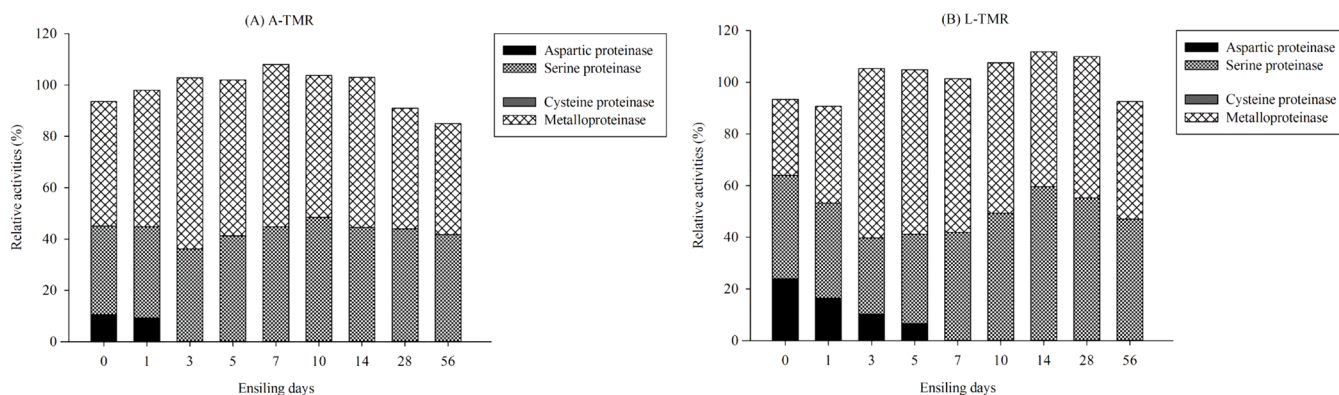 (A) A-TMR
120
100
80
60
40
20
0
Relative activities (%)
0 1 3 5 7 10 14 28 56
Ensiling days
Aspartic proteinase
Serine proteinase
Cysteine proteinase
Metalloproteinase
(B) L-TMR
120
100
80
60
40
20
0
Relative activities (%)
0 1 3 5 7 10 14 28 56
Ensiling days
Aspartic proteinase
Serine proteinase
Cysteine proteinase
Metalloproteinase